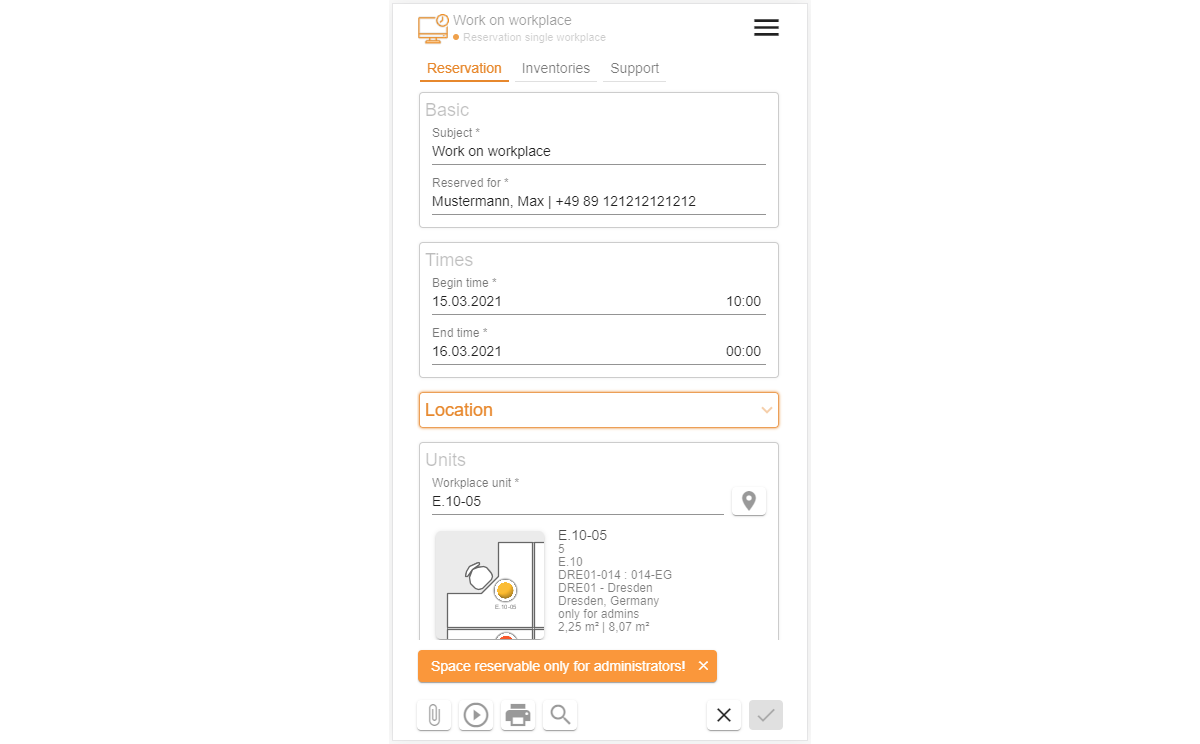 Work on workplace
Reservation single workplace
Reservation Inventories Support
Basic
Subject *
Work on workplace
Reserved for *
Mustermann, Max | +49 89 121212121212
Times
Begin time *
15.03.2021 10:00
End time *
16.03.2021 00:00
Location
Units
Workplace unit *
E.10-05
E.10-05
5
E.10
DRE01-014 : 014-EG
DRE01 - Dresden
Dresden, Germany
only for admins
2,25 m² | 8,07 m²
E.10-05
Space reservable only for administrators!